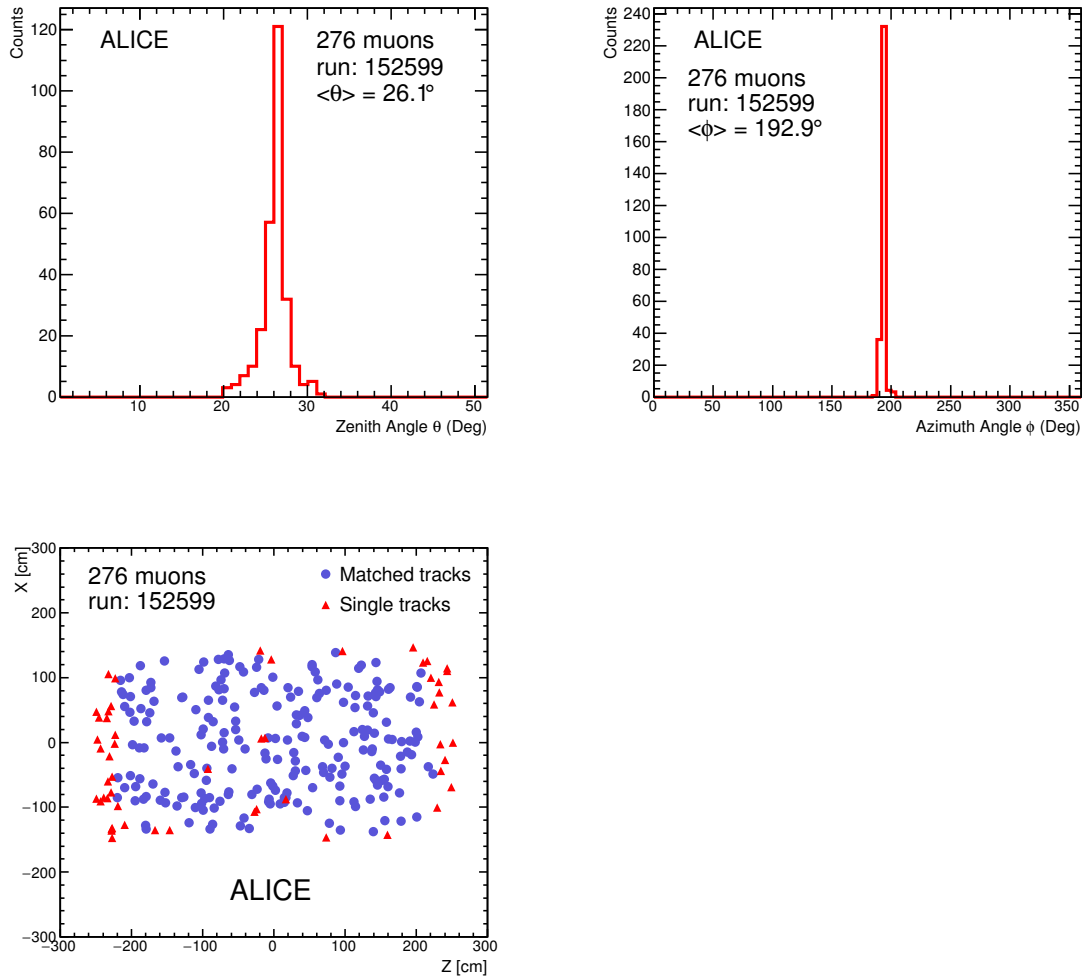 Counts
120
100
80
60
40
20
0
ALICE
276 muons
run: 152599
<θ> = 26.1°
10
20
30
40
50
Zenith Angle θ (Deg)
Counts
240
220
200
180
160
140
120
100
80
60
40
20
0
ALICE
276 muons
run: 152599
<ϕ> = 192.9°
0
50
100
150
200
250
300
350
Azimuth Angle ϕ (Deg)
X [cm]
300
200
100
0
−100
−200
−300
276 muons
run: 152599
Matched tracks
Single tracks
ALICE
−300
−200
−100
0
100
200
300
Z [cm]